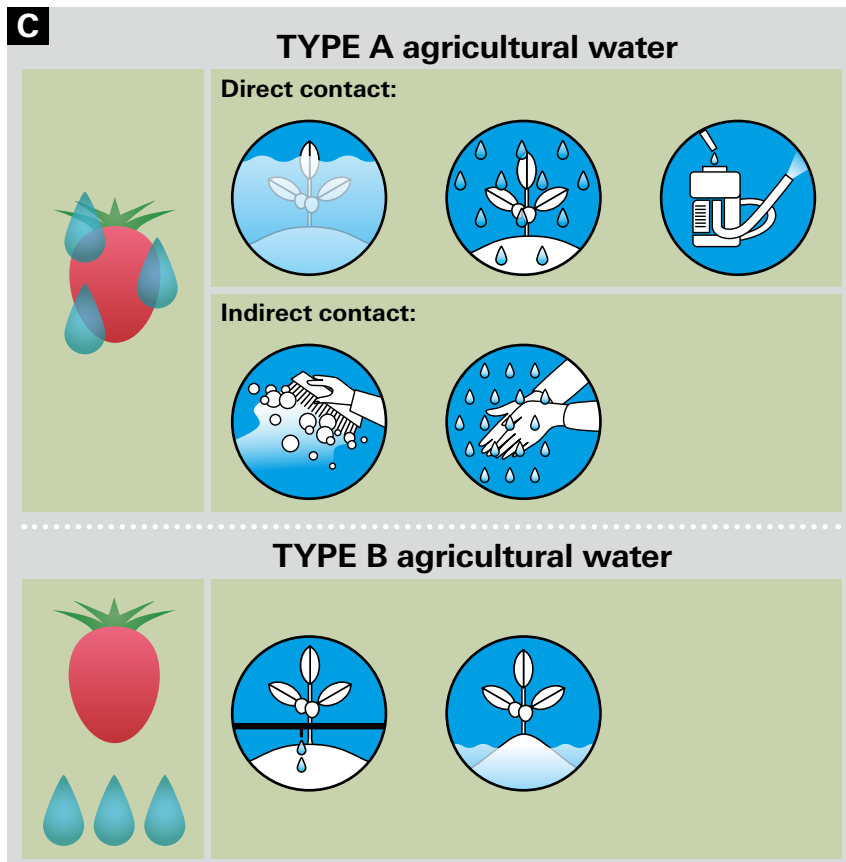 C
TYPE A agricultural water
Direct contact:
Indirect contact:
TYPE B agricultural water